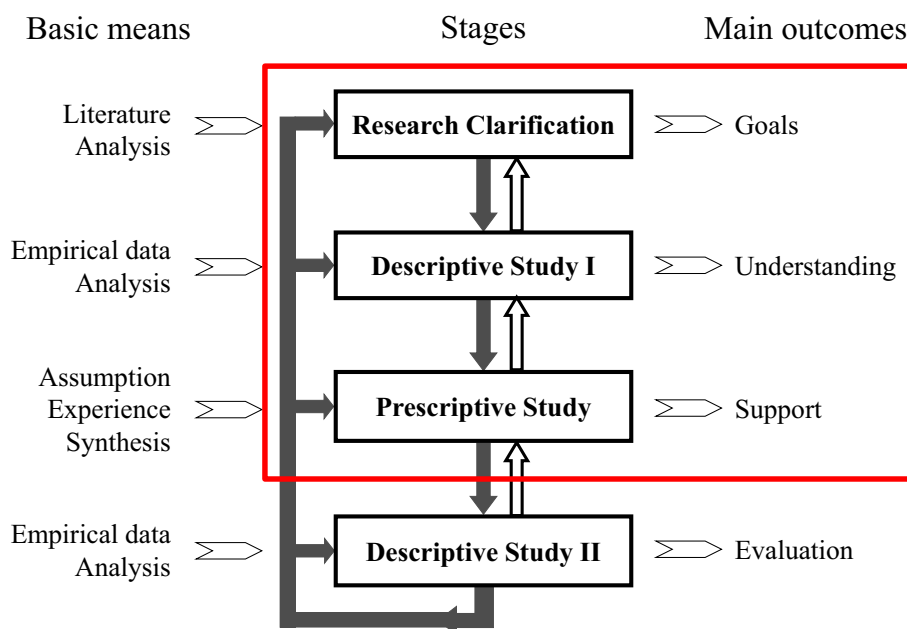 Basic means
Stages
Main outcomes
Literature
Analysis
Research Clarification
Goals
Empirical data
Analysis
Descriptive Study I
Understanding
Assumption
Experience
Synthesis
Prescriptive Study
Support
Empirical data
Analysis
Descriptive Study II
Evaluation